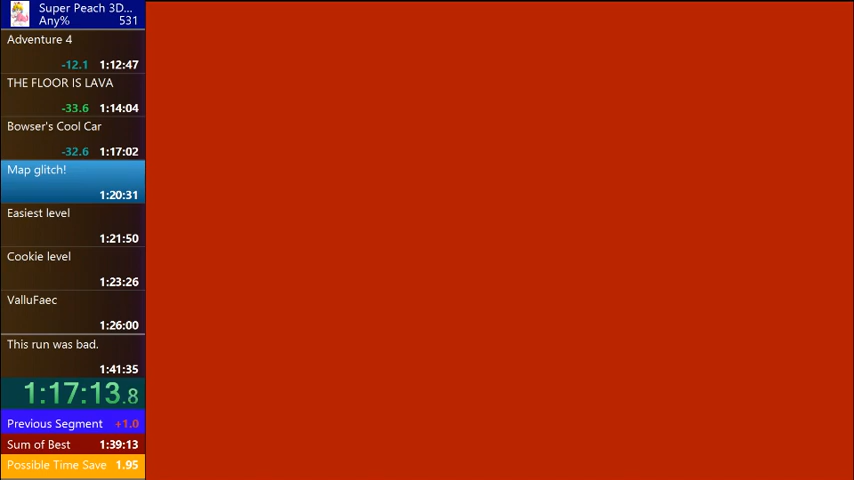 Super Peach 3D...
Any% 531
Adventure 4
-12.1 1:12:47
THE FLOOR IS LAVA
-33.6 1:14:04
Bowser's Cool Car
-32.6 1:17:02
Map glitch!
1:20:31
Easiest level
1:21:50
Cookie level
1:23:26
ValluFaec
1:26:00
This run was bad.
1:41:35
1:17:13.8
Previous Segment +1.0
Sum of Best 1:39:13
Possible Time Save 1.95